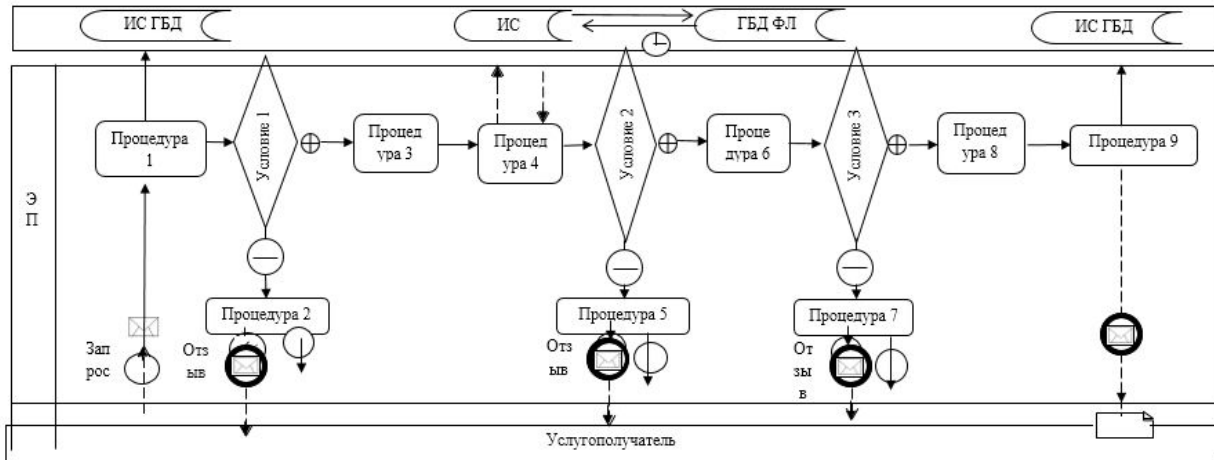 ИС ГБД
ИС
ГБД ФЛ
ИС ГБД
Процедура
1
Условие 1
Процед
ура 3
Процед
ура 4
Условие 2
Проце
дура 6
Условие 3
Процед
ура 8
Процедура 9
Э
П
Процедура 2
Процедура 5
Процедура 7
Зап
рос
Отз
ыв
Отз
ыв
От
зы
в
Услугополучатель